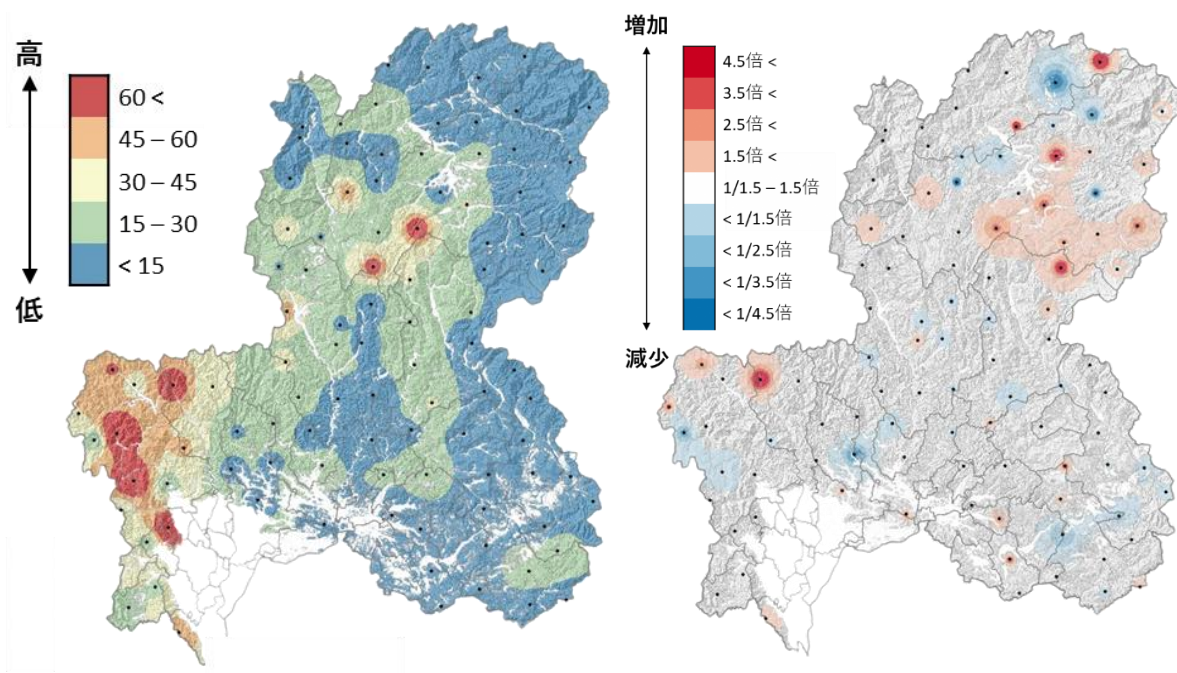 高
60 <
45 – 60
30 – 45
15 – 30
< 15
低
増加
4.5倍 <
3.5倍 <
2.5倍 <
1.5倍 <
1/1.5 – 1.5倍
< 1/1.5倍
< 1/2.5倍
< 1/3.5倍
< 1/4.5倍
減少